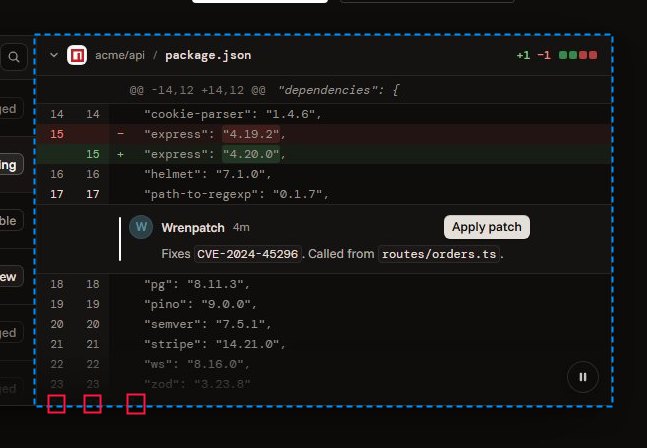 acme/api / package.json +1 −1
@@ -14,12 +14,12 @@ "dependencies": {
ged
14 14 "cookie-parser": "1.4.6",
15 − "express": "4.19.2",
15 + "express": "4.20.0",
ing
16 16 "helmet": "7.1.0",
17 17 "path-to-regexp": "0.1.7",
ble
W Wrenpatch 4m Apply patch
Fixes CVE-2024-45296. Called from routes/orders.ts.
ew
18 18 "pg": "8.11.3",
19 19 "pino": "9.0.0",
20 20 "semver": "7.5.1",
ged
21 21 "stripe": "14.21.0",
22 22 "ws": "8.16.0",
23 23 "zod": "3.23.8"
ged